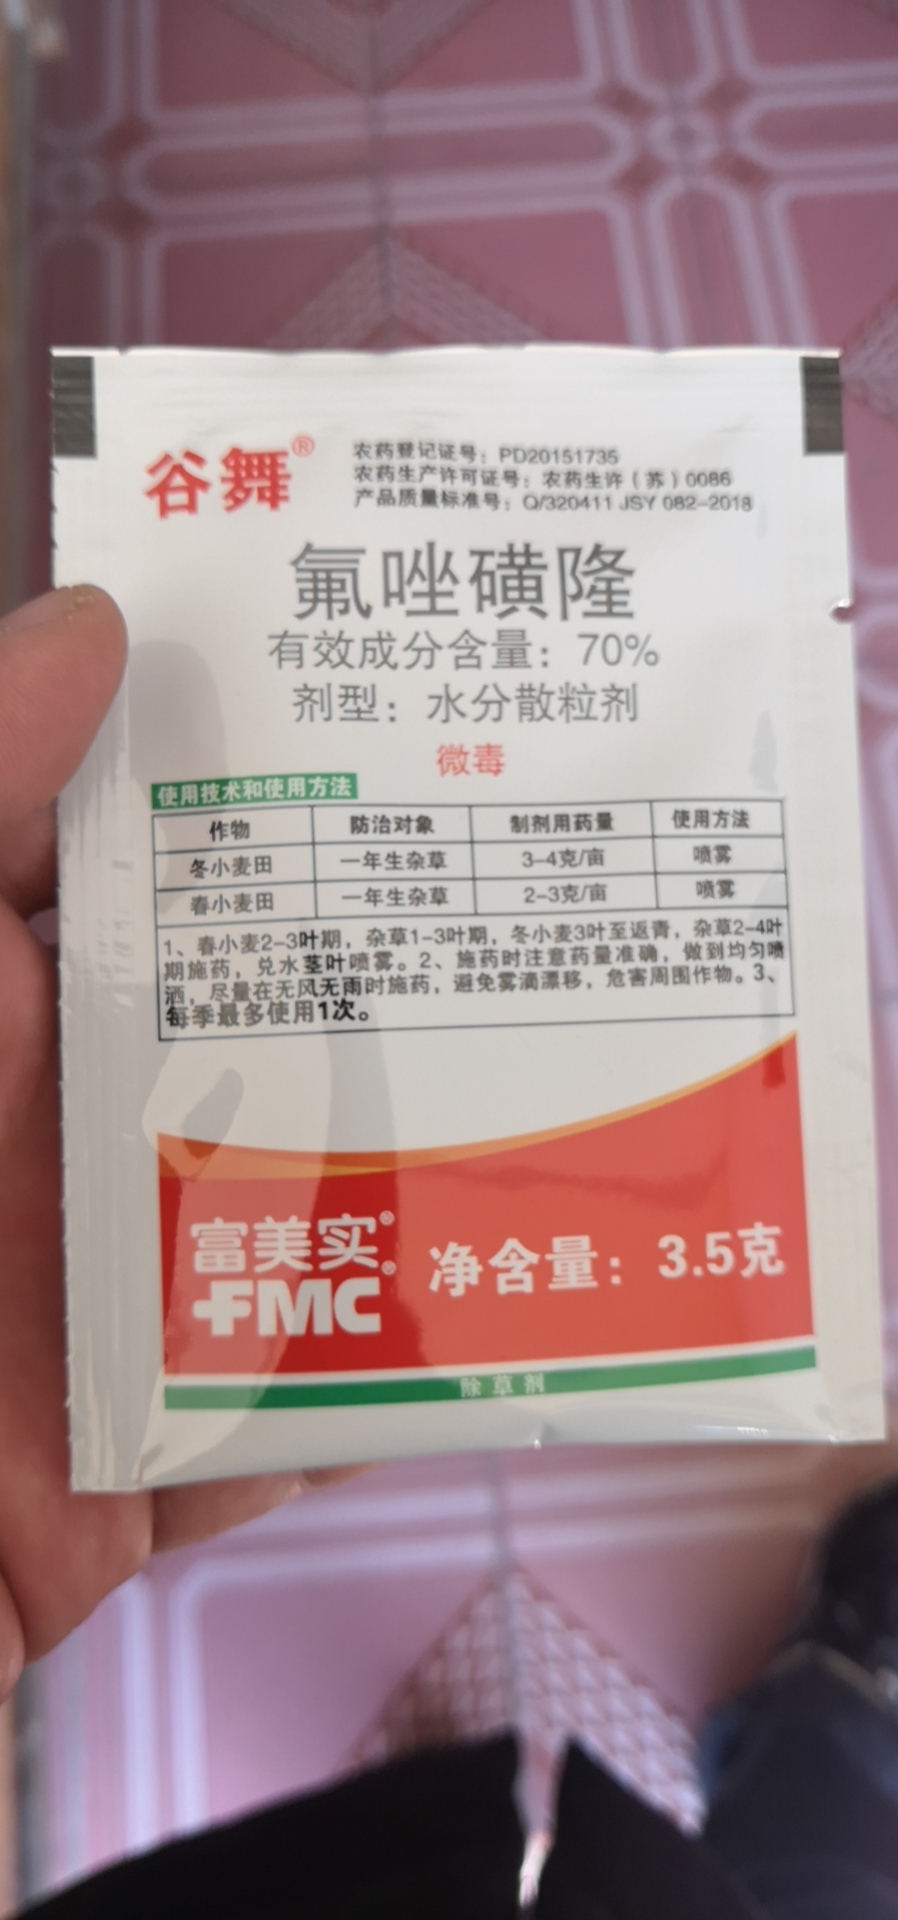 谷舞®
农药登记证号：PD20151735
农药生产许可证号：农药生许（苏）0086
产品质量标准号：Q/320411 JSY 082-2018
氟唑磺隆
有效成分含量：70%
剂型：水分散粒剂
微毒
使用技术和使用方法
作物 防治对象 制剂用药量 使用方法
冬小麦田 一年生杂草 3-4克/亩 喷雾
春小麦田 一年生杂草 2-3克/亩 喷雾
1、春小麦2-3叶期，杂草1-3叶期，冬小麦3叶至返青，杂草2-4叶
期施药，兑水茎叶喷雾。2、施药时注意药量准确，做到均匀喷
洒，尽量在无风无雨时施药，避免雾滴漂移，危害周围作物。3、
每季最多使用1次。
富美实®
FMC®
净含量：3.5克
除草剂